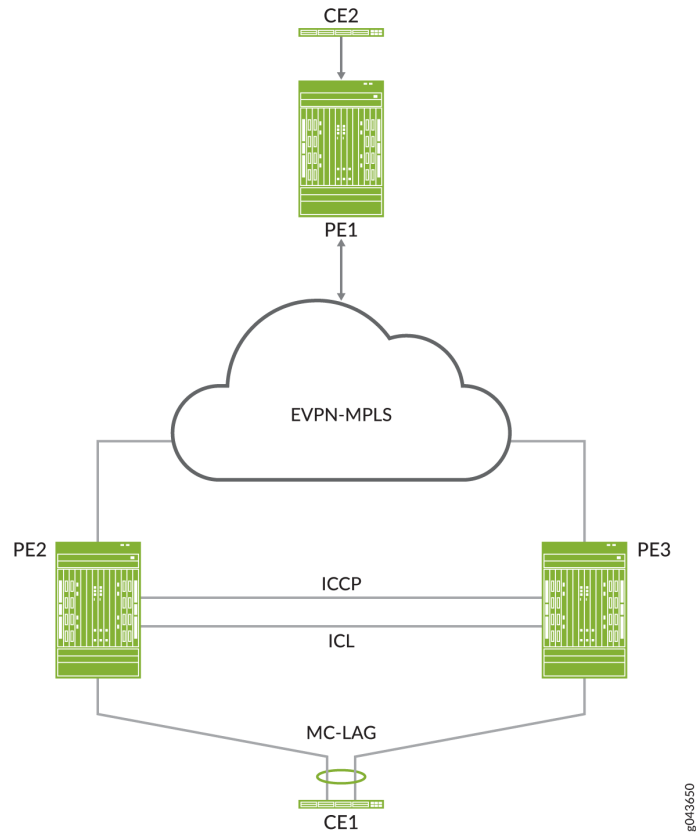 CE2
PE1
EVPN-MPLS
PE2
PE3
ICCP
ICL
MC-LAG
CE1
g043650